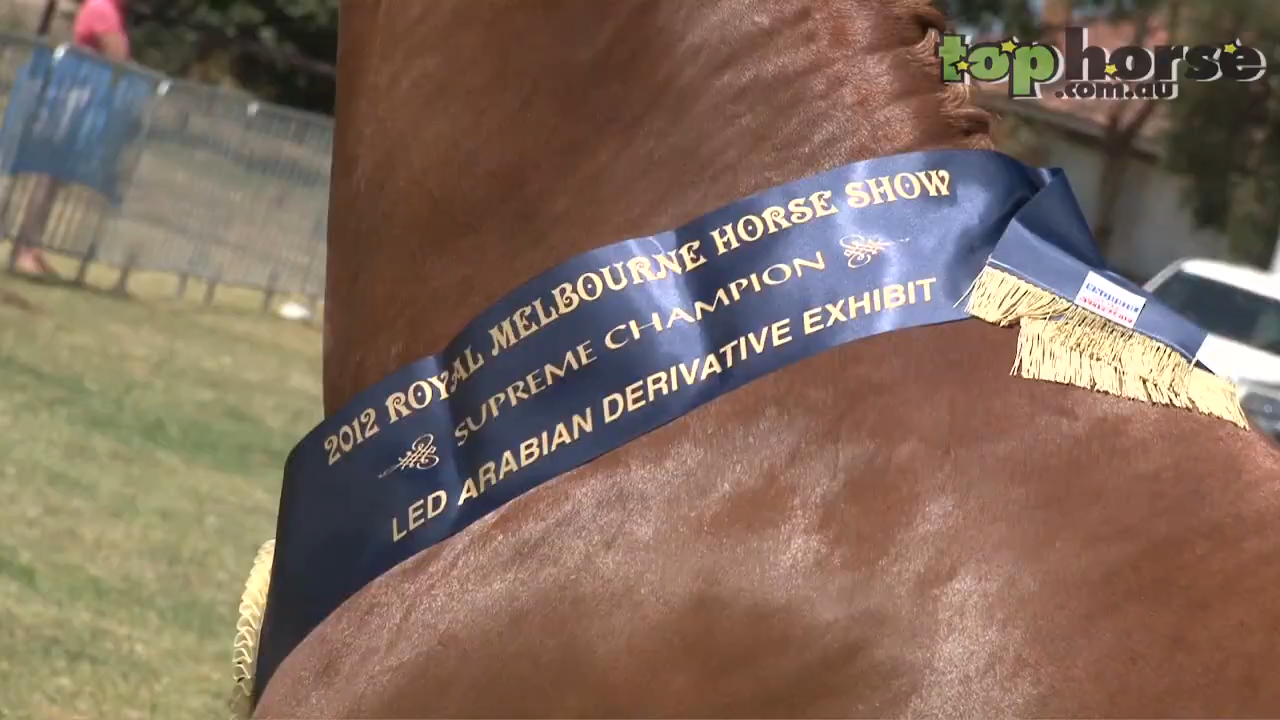 tophorse
.com.au
2012 ROYAL MELBOURNE HORSE SHOW
SUPREME CHAMPION
LED ARABIAN DERIVATIVE EXHIBIT